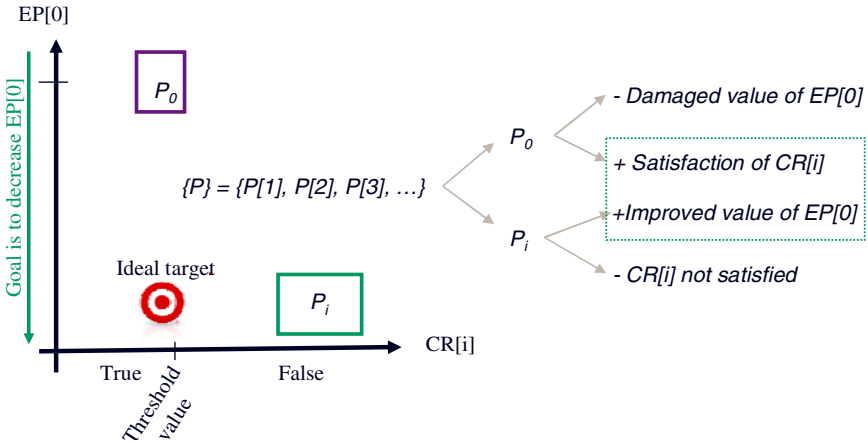 EP[0]
Goal is to decrease EP[0]
P0
{P} = {P[1], P[2], P[3], …}
P0
Pi
- Damaged value of EP[0]
+ Satisfaction of CR[i]
+Improved value of EP[0]
- CR[i] not satisfied
Ideal target
Pi
CR[i]
True
Threshold
value
False